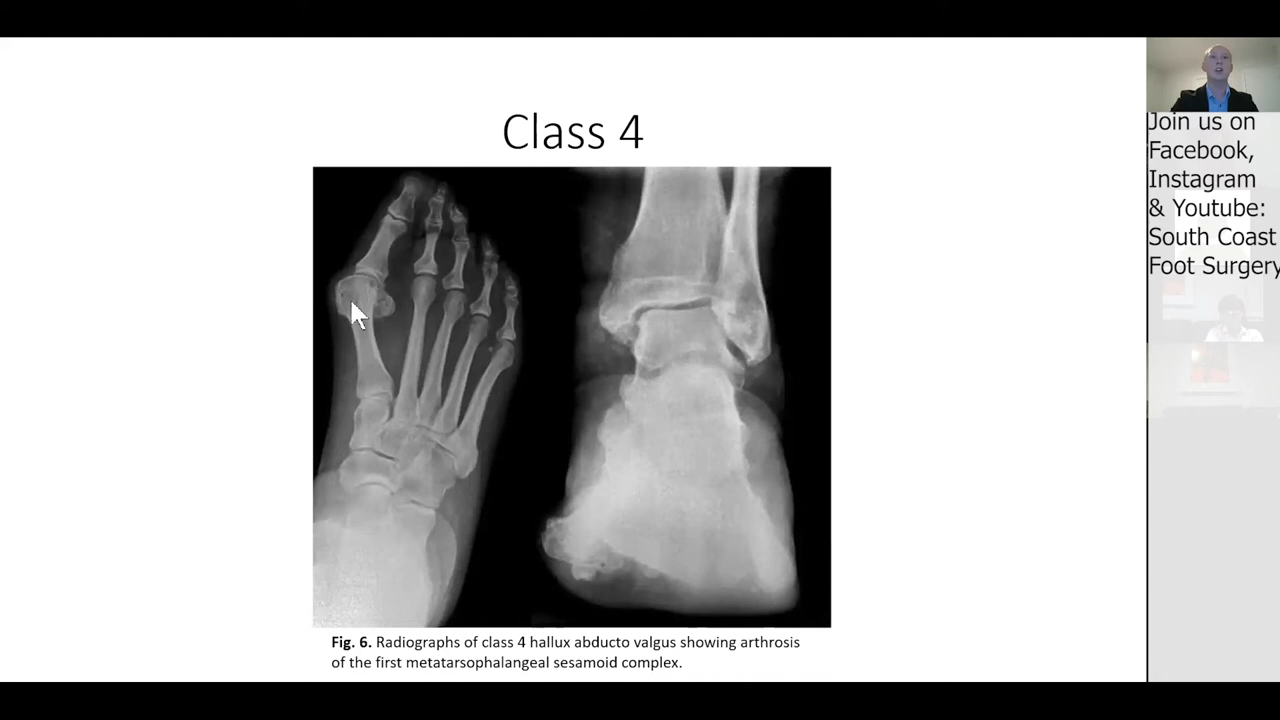 Class 4
Fig. 6. Radiographs of class 4 hallux abducto valgus showing arthrosis
of the first metatarsophalangeal sesamoid complex.
Join us on
Facebook,
Instagram
& Youtube:
South Coast
Foot Surgery